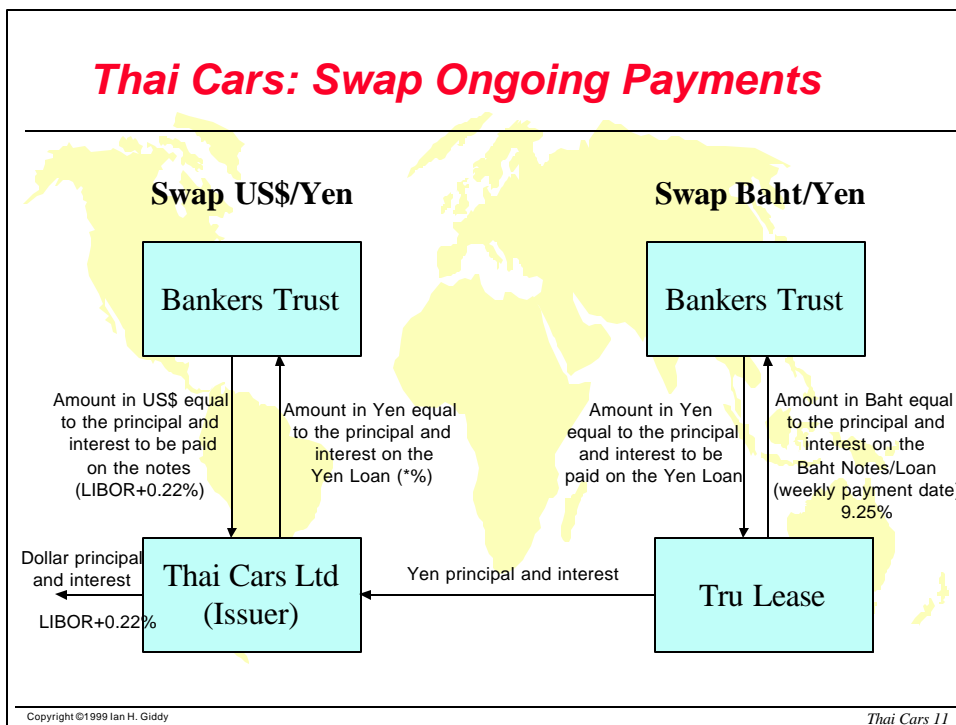 Thai Cars: Swap Ongoing Payments
Swap US$/Yen
Swap Baht/Yen
Bankers Trust
Bankers Trust
Amount in US$ equal
to the principal and
interest to be paid
on the notes
(LIBOR+0.22%)
Amount in Yen equal
to the principal and
interest on the
Yen Loan (*%)
Amount in Yen
equal to the principal
and interest to be
paid on the Yen Loan
Amount in Baht equal
to the principal and
interest on the
Baht Notes/Loan
(weekly payment date)
9.25%
Dollar principal
and interest
LIBOR+0.22%
Thai Cars Ltd
(Issuer)
Yen principal and interest
Tru Lease
Copyright ©1999 Ian H. Giddy
Thai Cars 11